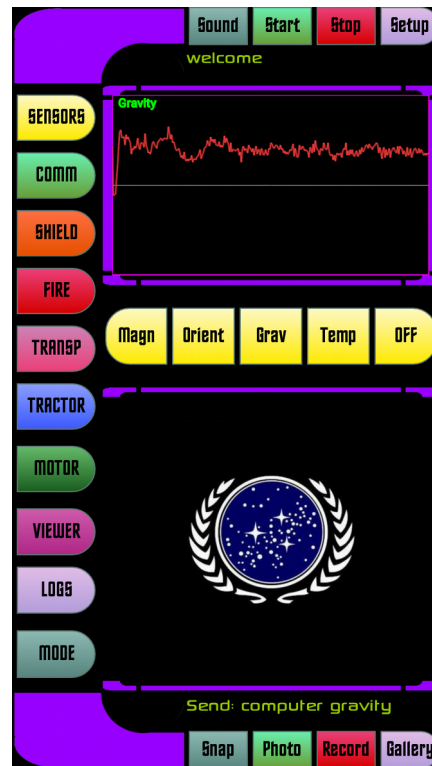 Sound Start Stop Setup
welcome
Gravity
SENSORS
COMM
SHIELD
FIRE
TRANSP
TRACTOR
MOTOR
VIEWER
LOGS
MODE
Magn Orient Grav Temp OFF
Send: computer gravity
Snap Photo Record Gallery